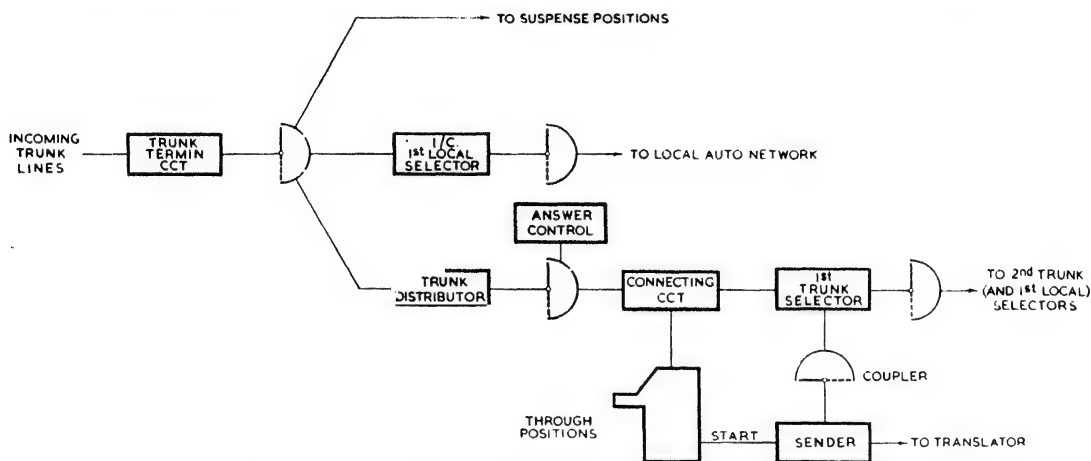 TO SUSPENSE POSITIONS
INCOMING
TRUNK
LINES
TRUNK
TERMIN
CCT
I/C.
1st LOCAL
SELECTOR
TO LOCAL AUTO NETWORK
ANSWER
CONTROL
TRUNK
DISTRIBUTOR
CONNECTING
CCT
1st
TRUNK
SELECTOR
TO 2nd TRUNK
(AND 1st LOCAL)
SELECTORS
COUPLER
THROUGH
POSITIONS
START
SENDER
TO TRANSLATOR